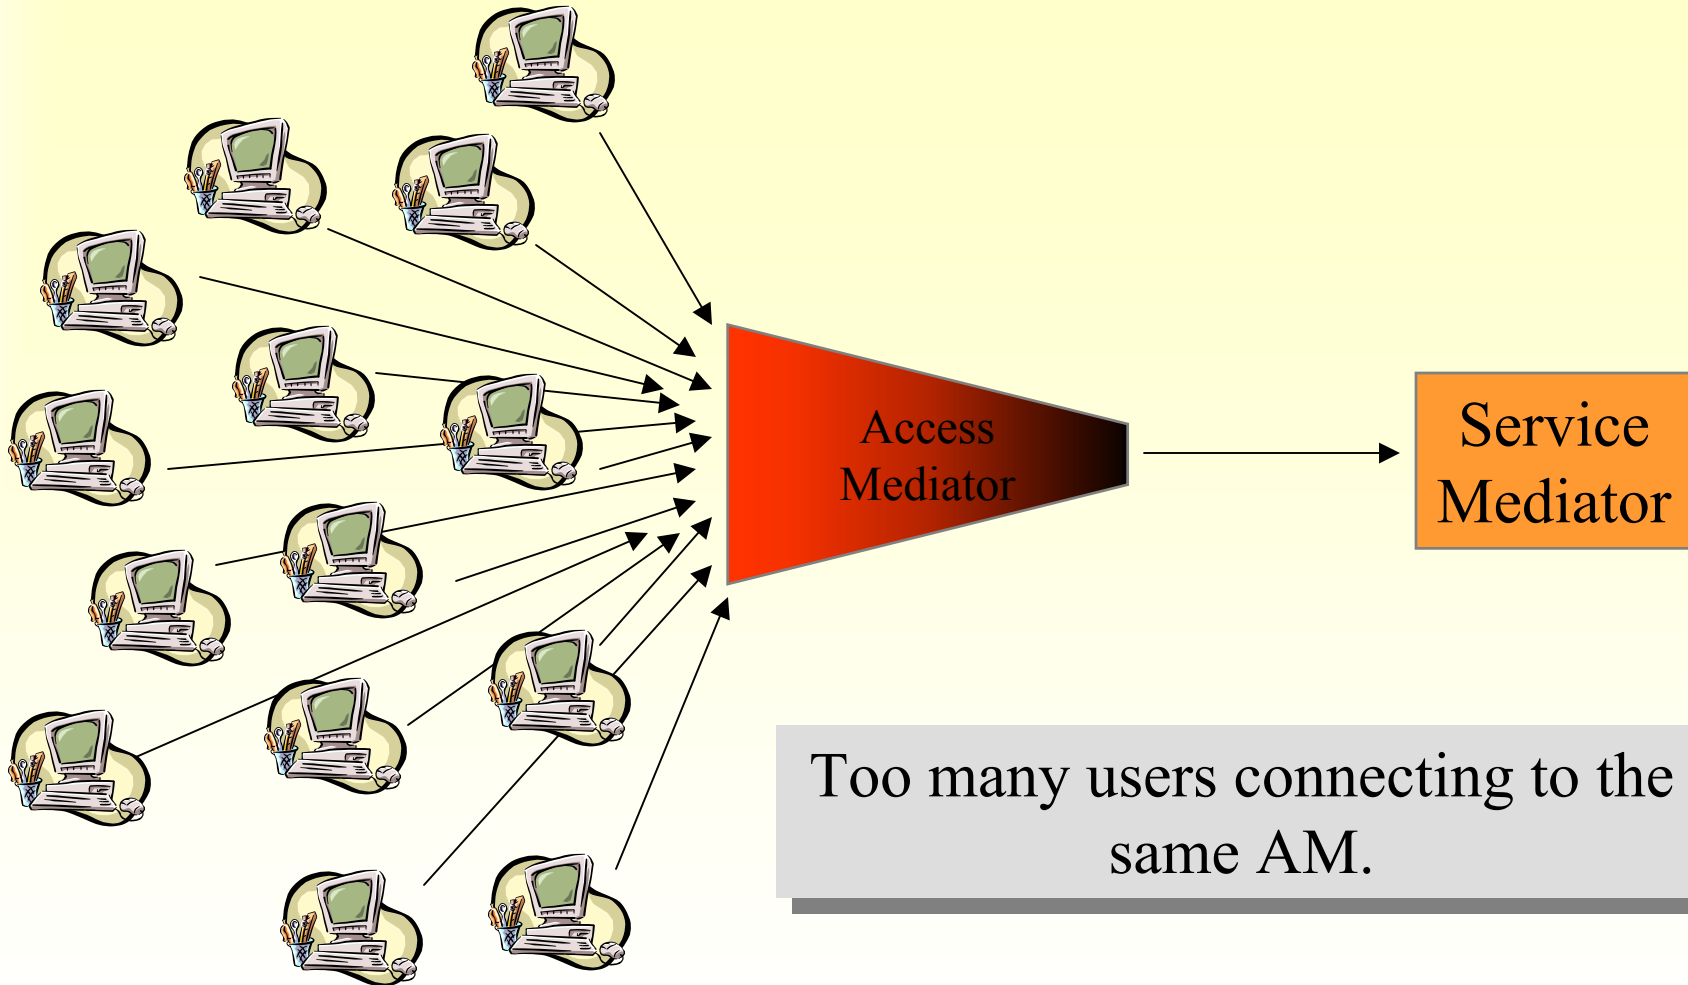 Access
Mediator
Service
Mediator
Too many users connecting to the
same AM.